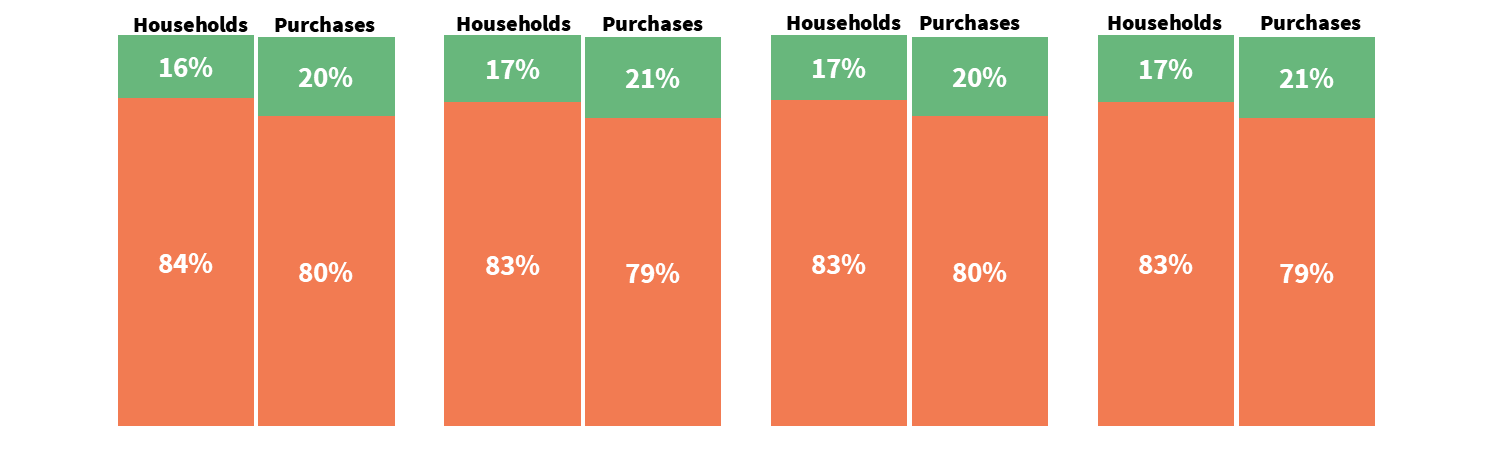 Households Purchases Households Purchases Households Purchases Households Purchases
16% 20% 17% 21% 17% 20% 17% 21%
84% 80% 83% 79% 83% 80% 83% 79%